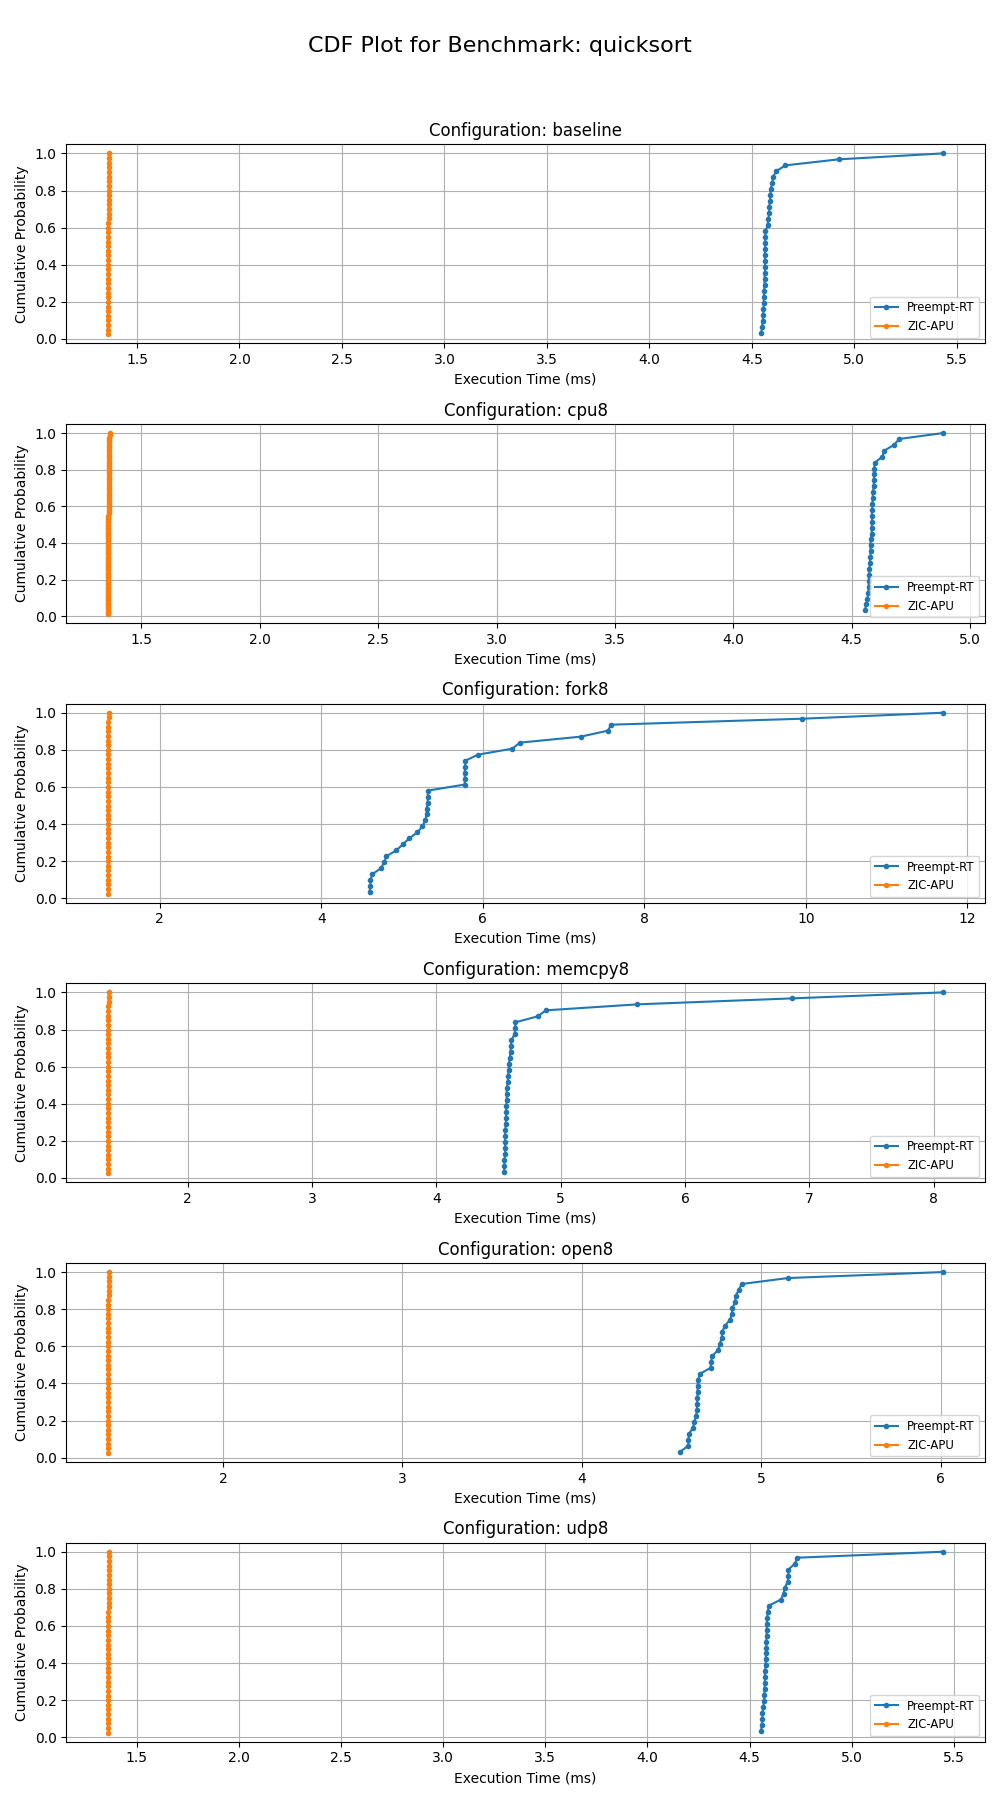 CDF Plot for Benchmark: quicksort
Configuration: baseline
Cumulative Probability
1.0
0.8
0.6
0.4
0.2
0.0
Preempt-RT
ZIC-APU
1.5 2.0 2.5 3.0 3.5 4.0 4.5 5.0 5.5
Execution Time (ms)
Configuration: cpu8
Cumulative Probability
1.0
0.8
0.6
0.4
0.2
0.0
Preempt-RT
ZIC-APU
1.5 2.0 2.5 3.0 3.5 4.0 4.5 5.0
Execution Time (ms)
Configuration: fork8
Cumulative Probability
1.0
0.8
0.6
0.4
0.2
0.0
Preempt-RT
ZIC-APU
2 4 6 8 10 12
Execution Time (ms)
Configuration: memcpy8
Cumulative Probability
1.0
0.8
0.6
0.4
0.2
0.0
Preempt-RT
ZIC-APU
2 3 4 5 6 7 8
Execution Time (ms)
Configuration: open8
Cumulative Probability
1.0
0.8
0.6
0.4
0.2
0.0
Preempt-RT
ZIC-APU
2 3 4 5 6
Execution Time (ms)
Configuration: udp8
Cumulative Probability
1.0
0.8
0.6
0.4
0.2
0.0
Preempt-RT
ZIC-APU
1.5 2.0 2.5 3.0 3.5 4.0 4.5 5.0 5.5
Execution Time (ms)